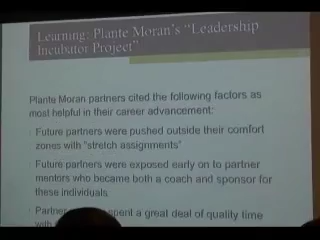 Learning: Plante Moran's "Leadership
Incubator Project"
Plante Moran partners cited the following factors as
most helpful in their career advancement:
Future partners were pushed outside their comfort
zones with "stretch assignments"
Future partners were exposed early on to partner
mentors who became both a coach and sponsor for
these individuals.
Partner spent a great deal of quality time
with